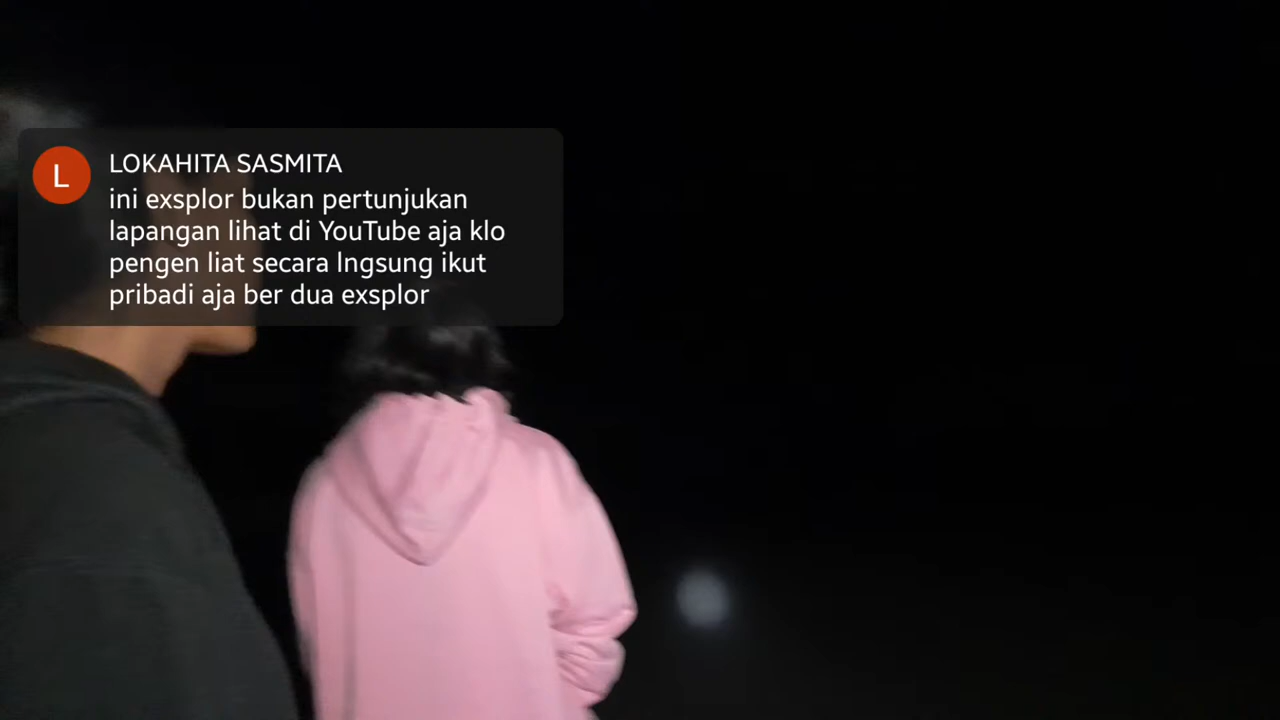 L
LOKAHITA SASMITA
ini exsplor bukan pertunjukan
lapangan lihat di YouTube aja klo
pengen liat secara lngsung ikut
pribadi aja ber dua exsplor